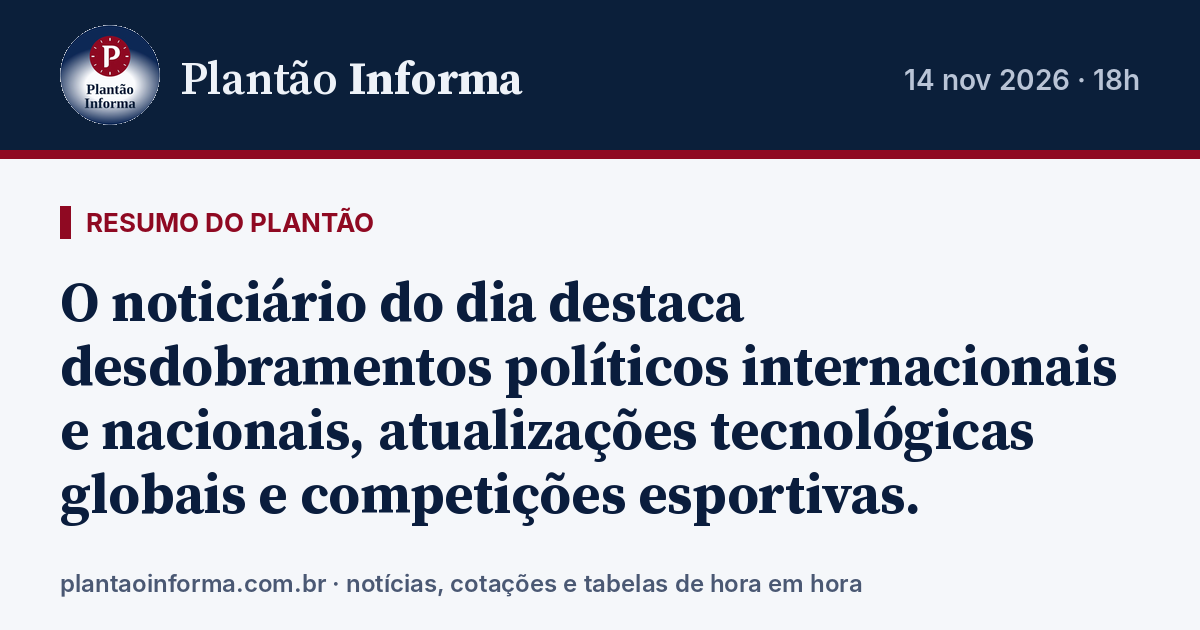 P
Plantão
Informa
Plantão Informa
14 nov 2026 · 18h
RESUMO DO PLANTÃO
O noticiário do dia destaca
desdobramentos políticos internacionais
e nacionais, atualizações tecnológicas
globais e competições esportivas.
plantaoinforma.com.br · notícias, cotações e tabelas de hora em hora